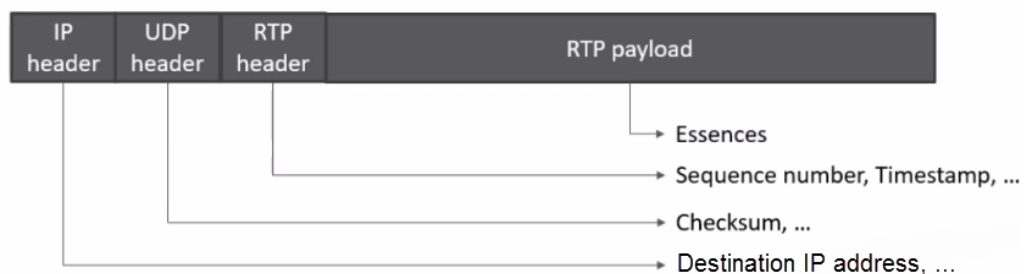 IP header
UDP header
RTP header
RTP payload
Essences
Sequence number, Timestamp, ...
Checksum, ...
Destination IP address, ...